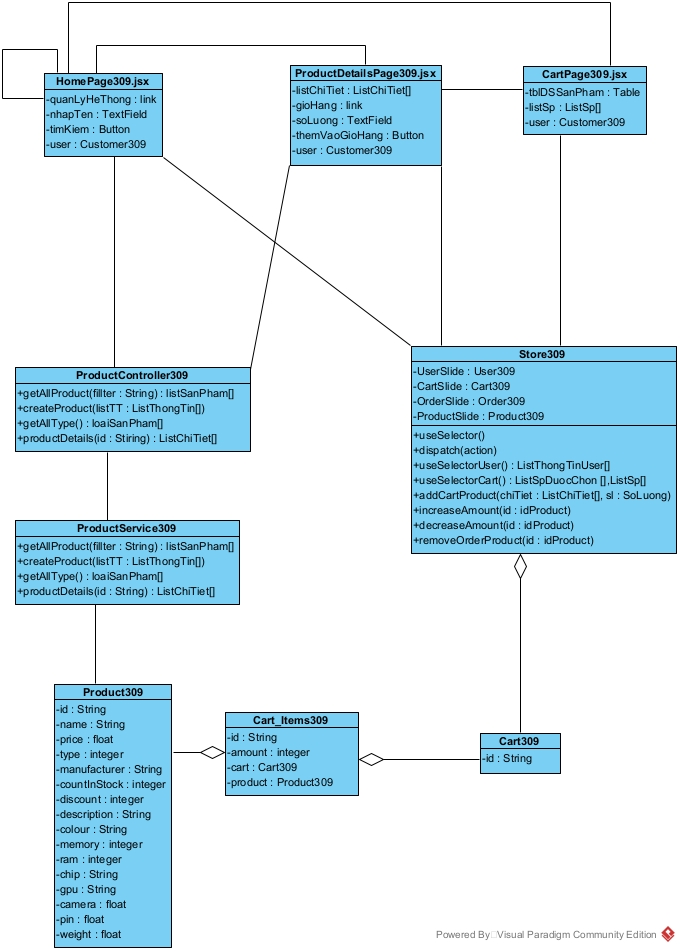 HomePage309.jsx
-quanLyHeThong : link
-nhapTen : TextField
-timKiem : Button
-user : Customer309
ProductDetailsPage309.jsx
-listChiTiet : ListChiTiet[]
-gioHang : link
-soLuong : TextField
-themVaoGioHang : Button
-user : Customer309
CartPage309.jsx
-tblDSSanPham : Table
-listSp : ListSp[]
-user : Customer309
ProductController309
+getAllProduct(fillter : String) : listSanPham[]
+createProduct(listTT : ListThongTin[])
+getAllType() : loaiSanPham[]
+productDetails(id : Stiring) : ListChiTiet[]
Store309
-UserSlide : User309
-CartSlide : Cart309
-OrderSlide : Order309
-ProductSlide : Product309
+useSelector()
+dispatch(action)
+useSelectorUser() : ListThongTinUser[]
+useSelectorCart() : ListSpDuocChon [],ListSp[]
+addCartProduct(chiTiet : ListChiTiet[], sl : SoLuong)
+increaseAmount(id : idProduct)
+decreaseAmount(id : idProduct)
+removeOrderProduct(id : idProduct)
ProductService309
+getAllProduct(fillter : String) : listSanPham[]
+createProduct(listTT : ListThongTin[])
+getAllType() : loaiSanPham[]
+productDetails(id : String) : ListChiTiet[]
Product309
-id : String
-name : String
-price : float
-type : integer
-manufacturer : String
-countInStock : integer
-discount : integer
-description : String
-colour : String
-memory : integer
-ram : integer
-chip : String
-gpu : String
-camera : float
-pin : float
-weight : float
Cart_Items309
-id : String
-amount : integer
-cart : Cart309
-product : Product309
Cart309
-id : String
Powered By Visual Paradigm Community Edition